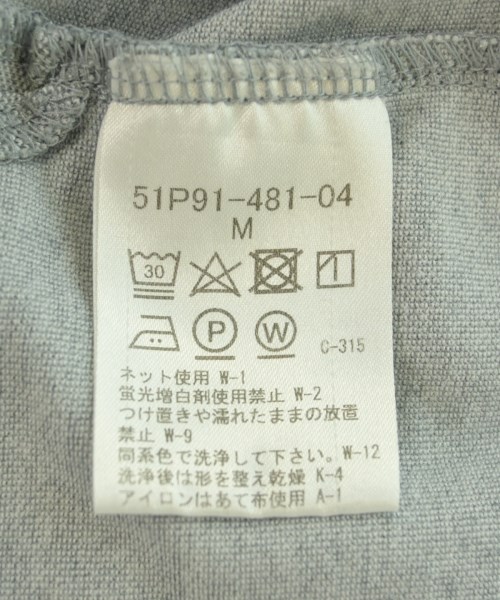 51P91-481-04
M
30
P W C-315
ネット使用 W-1
蛍光増白剤使用禁止 W-2
つけ置きや濡れたままの放置
禁止 W-9
同系色で洗浄して下さい。W-12
洗浄後は形を整え乾燥 K-4
アイロンはあて布使用 A-1